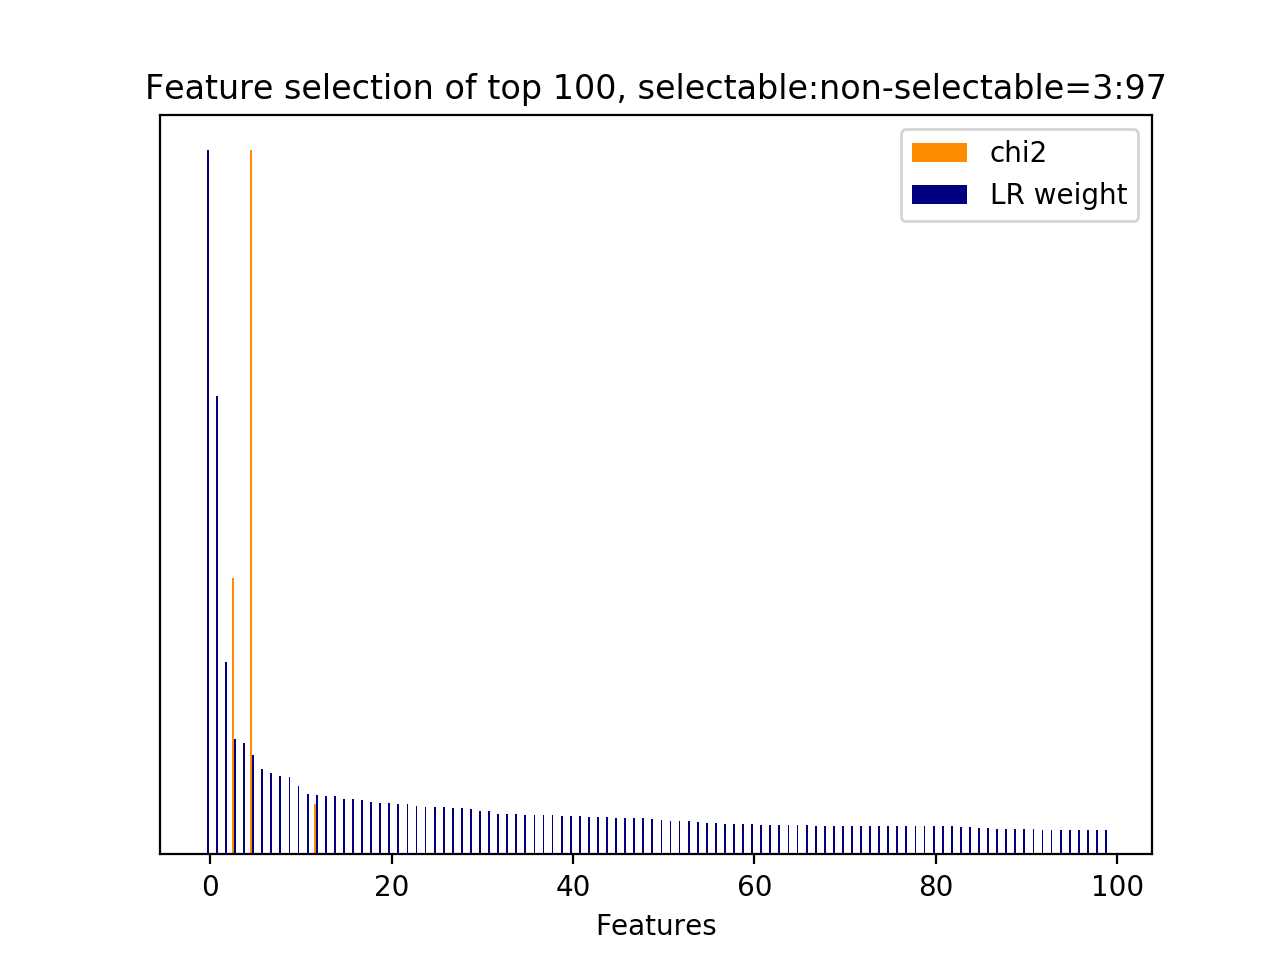 Feature selection of top 100, selectable:non-selectable=3:97
chi2
LR weight
0 20 40 60 80 100
Features